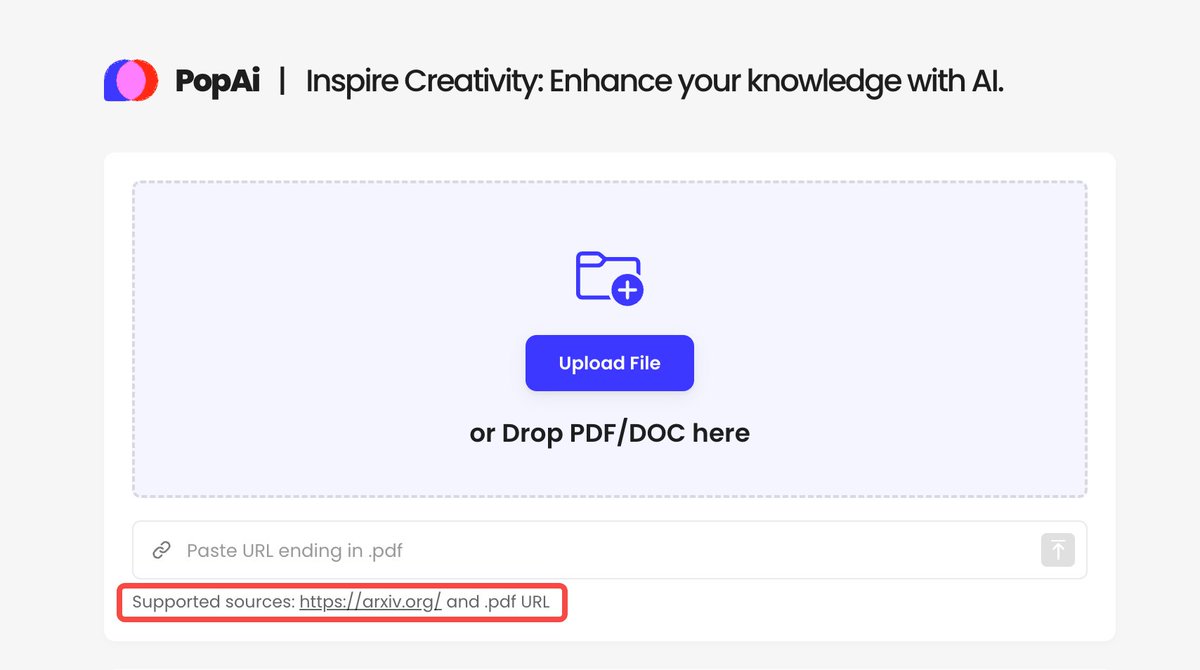 PopAi | Inspire Creativity: Enhance your knowledge with AI.
Upload File
or Drop PDF/DOC here
Paste URL ending in .pdf
Supported sources: https://arxiv.org/ and .pdf URL